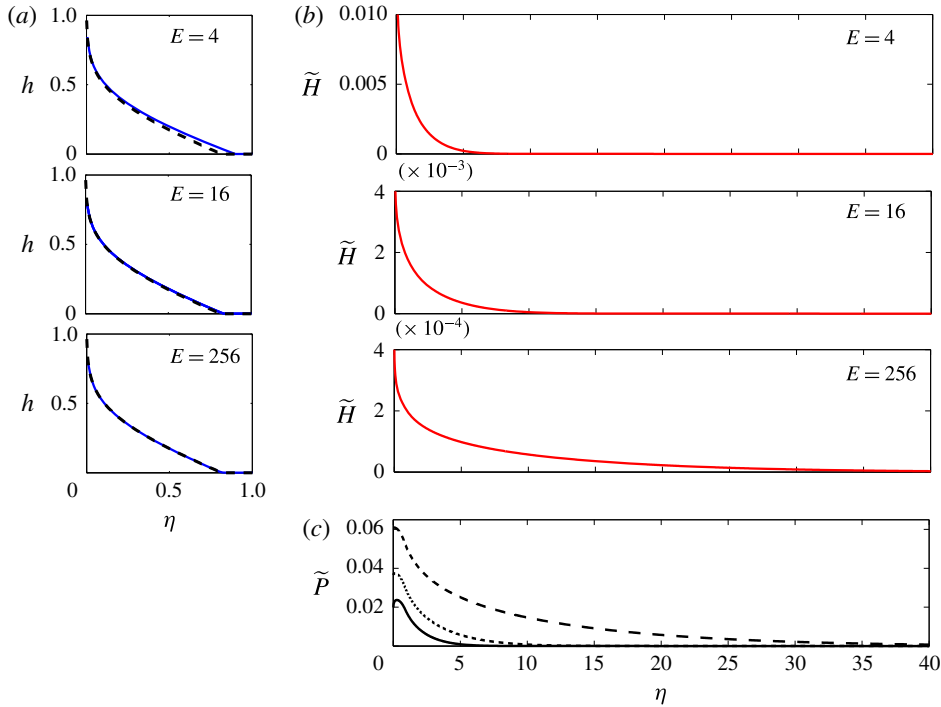 (a)
1.0
0.5
0
h
E = 4
1.0
0.5
0
h
E = 16
1.0
0.5
h
E = 256
0 0.5 1.0
η
(b)
0.010
0.005
0
H̃
E = 4
(× 10⁻³)
4
2
0
H̃
E = 16
(× 10⁻⁴)
4
2
0
H̃
E = 256
(c)
0.06
0.04
0.02
P̃
0 5 10 15 20 25 30 35 40
η